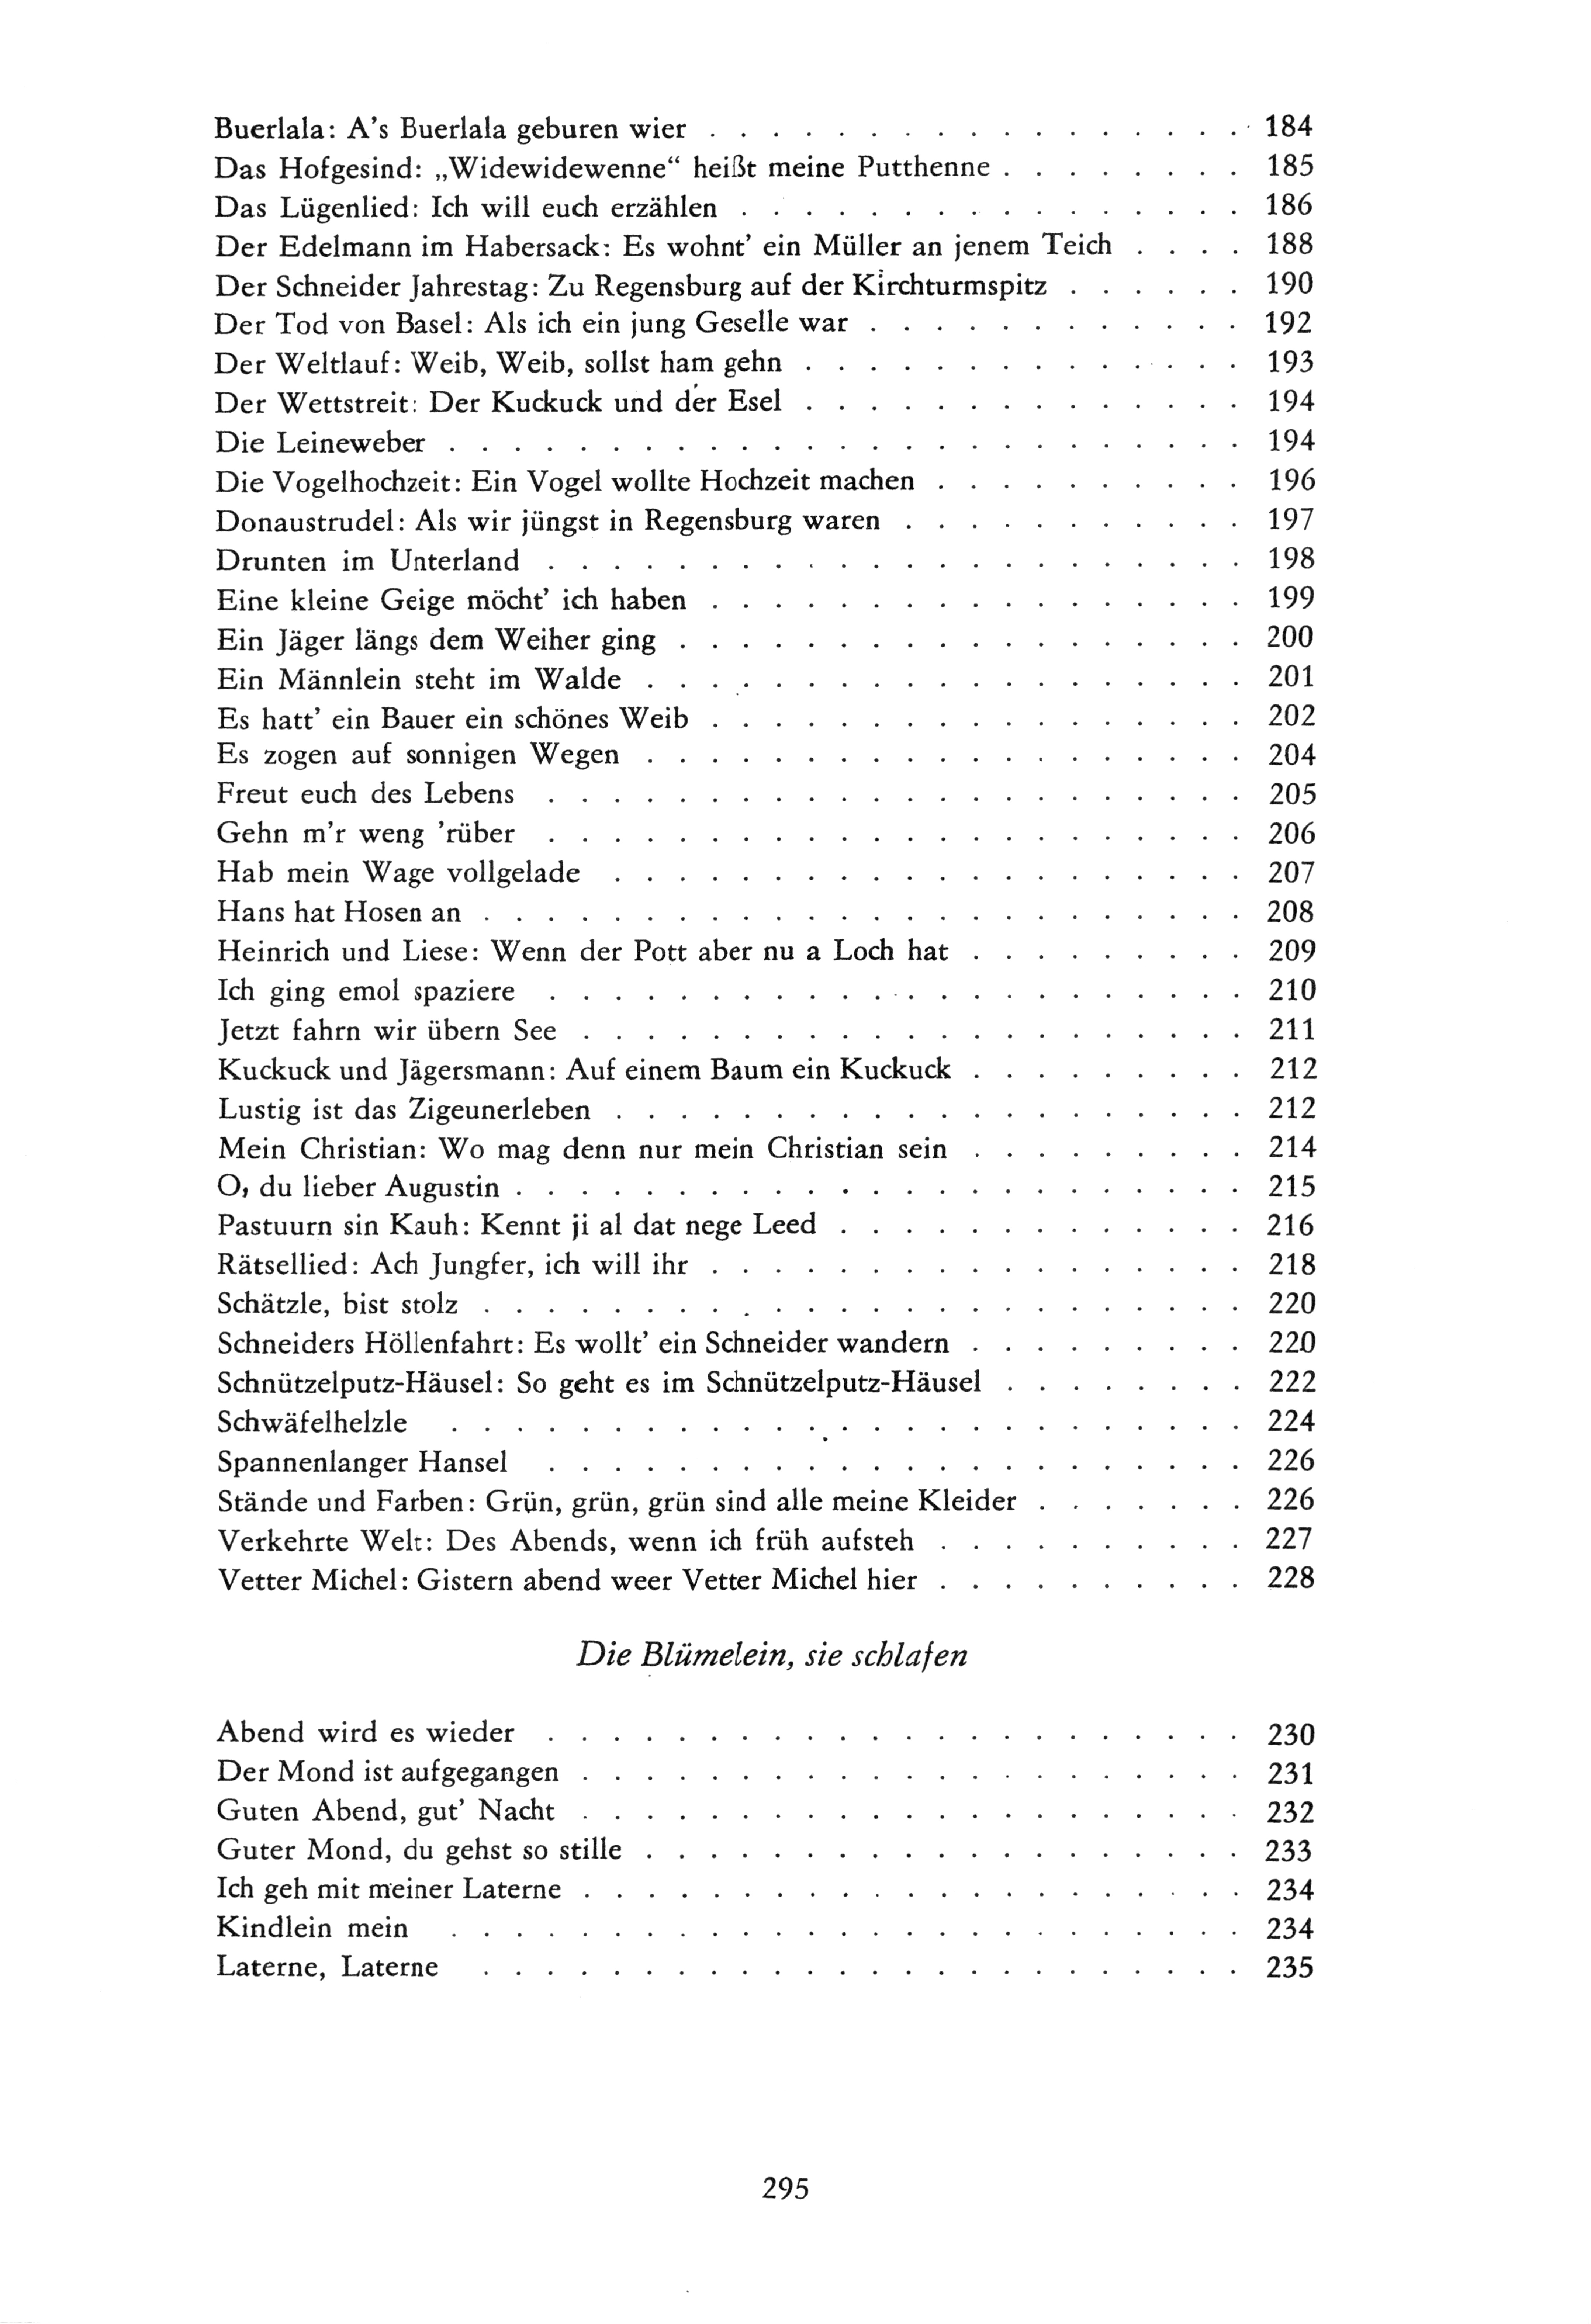 Buerlala: A's Buerlala geburen wier . . . . . . . . . . . . . . . . . 184
Das Hofgesind: „Widewidewenne“ heißt meine Putthenne . . . . . . . . 185
Das Lügenlied: Ich will euch erzählen . . . . . . . . . . . . . . . . 186
Der Edelmann im Habersack: Es wohnt’ ein Müller an jenem Teich . . . . 188
Der Schneider Jahrestag: Zu Regensburg auf der Kirchturmspitz . . . . . . 190
Der Tod von Basel: Als ich ein jung Geselle war . . . . . . . . . . . . 192
Der Weltlauf: Weib, Weib, sollst ham gehn . . . . . . . . . . . . . . 193
Der Wettstreit: Der Kuckuck und der Esel . . . . . . . . . . . . . . 194
Die Leineweber . . . . . . . . . . . . . . . . . . . . . . . . . 194
Die Vogelhochzeit: Ein Vogel wollte Hochzeit machen . . . . . . . . . . 196
Donaustrudel: Als wir jüngst in Regensburg waren . . . . . . . . . . . 197
Drunten im Unterland . . . . . . . . . . . . . . . . . . . . . . 198
Eine kleine Geige möcht’ ich haben . . . . . . . . . . . . . . . . . 199
Ein Jäger längs dem Weiher ging . . . . . . . . . . . . . . . . . . 200
Ein Männlein steht im Walde . . . . . . . . . . . . . . . . . . . 201
Es hatt’ ein Bauer ein schönes Weib . . . . . . . . . . . . . . . . . 202
Es zogen auf sonnigen Wegen . . . . . . . . . . . . . . . . . . . 204
Freut euch des Lebens . . . . . . . . . . . . . . . . . . . . . . 205
Gehn m’r weng ’rüber . . . . . . . . . . . . . . . . . . . . . . 206
Hab mein Wage vollgelade . . . . . . . . . . . . . . . . . . . . 207
Hans hat Hosen an . . . . . . . . . . . . . . . . . . . . . . . . 208
Heinrich und Liese: Wenn der Pott aber nu a Loch hat . . . . . . . . . 209
Ich ging emol spaziere . . . . . . . . . . . . . . . . . . . . . . 210
Jetzt fahrn wir übern See . . . . . . . . . . . . . . . . . . . . . 211
Kuckuck und Jägersmann: Auf einem Baum ein Kuckuck . . . . . . . . . 212
Lustig ist das Zigeunerleben . . . . . . . . . . . . . . . . . . . . 212
Mein Christian: Wo mag denn nur mein Christian sein . . . . . . . . . 214
O, du lieber Augustin . . . . . . . . . . . . . . . . . . . . . . . 215
Pastuurn sin Kauh: Kennt ji al dat nege Leed . . . . . . . . . . . . . 216
Rätsellied: Ach Jungfer, ich will ihr . . . . . . . . . . . . . . . . . 218
Schätzle, bist stolz . . . . . . . . . . . . . . . . . . . . . . . . 220
Schneiders Höllenfahrt: Es wollt’ ein Schneider wandern . . . . . . . . . 220
Schnützelputz-Häusel: So geht es im Schnützelputz-Häusel . . . . . . . . 222
Schwäfelhelzle . . . . . . . . . . . . . . . . . . . . . . . . . 224
Spannenlanger Hansel . . . . . . . . . . . . . . . . . . . . . . 226
Stände und Farben: Grün, grün, grün sind alle meine Kleider . . . . . . . 226
Verkehrte Welt: Des Abends, wenn ich früh aufsteh . . . . . . . . . . 227
Vetter Michel: Gistern abend weer Vetter Michel hier . . . . . . . . . . 228
Die Blümelein, sie schlafen
Abend wird es wieder . . . . . . . . . . . . . . . . . . . . . . 230
Der Mond ist aufgegangen . . . . . . . . . . . . . . . . . . . . . 231
Guten Abend, gut’ Nacht . . . . . . . . . . . . . . . . . . . . . 232
Guter Mond, du gehst so stille . . . . . . . . . . . . . . . . . . . 233
Ich geh mit meiner Laterne . . . . . . . . . . . . . . . . . . . . . 234
Kindlein mein . . . . . . . . . . . . . . . . . . . . . . . . . 234
Laterne, Laterne . . . . . . . . . . . . . . . . . . . . . . . . 235
295